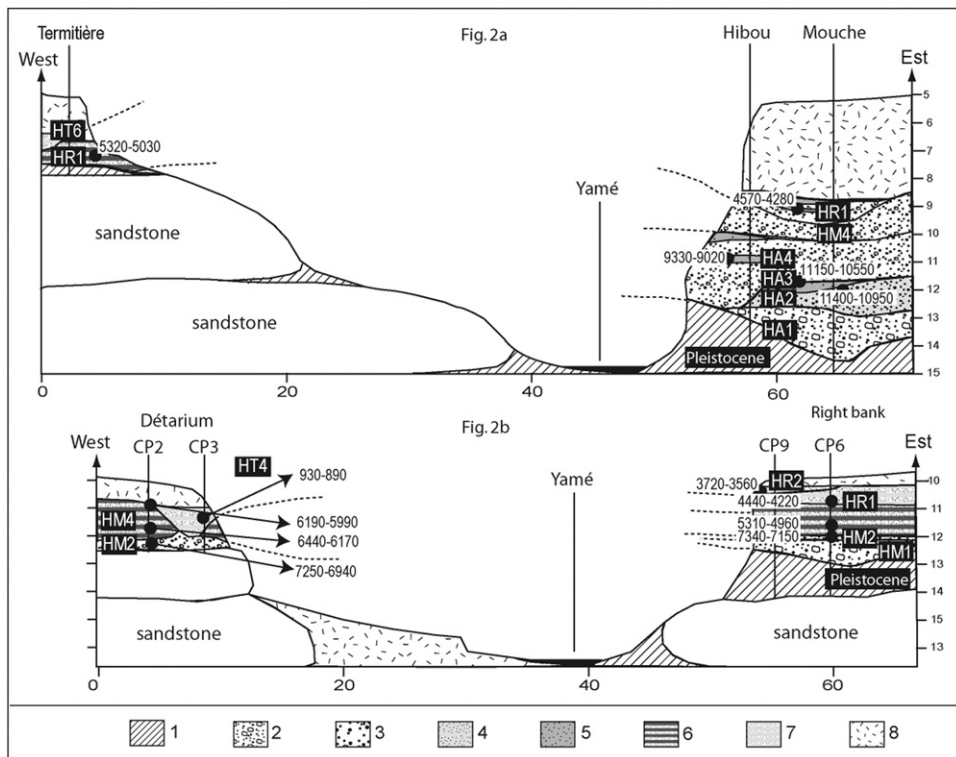 Fig. 2a
Termitière
Hibou
Mouche
West
Est
HT6
5320-5030
HR1
sandstone
sandstone
Yamé
4570-4280
HR1
HM4
9330-9020
HA4
11150-10550
HA3
HA2
11400-10950
HA1
Pleistocene
5
6
7
8
9
10
11
12
13
14
15
0
20
40
60
Fig. 2b
Détarium
Right bank
West
CP2
CP3
CP9
CP6
Est
HT4
930-890
Yamé
6190-5990
HM4
6440-6170
HM2
7250-6940
3720-3560
HR2
4440-4220
HR1
5310-4960
7340-7150
HM2
HM1
Pleistocene
sandstone
sandstone
10
11
12
13
14
15
13
0
20
40
60
1
2
3
4
5
6
7
8